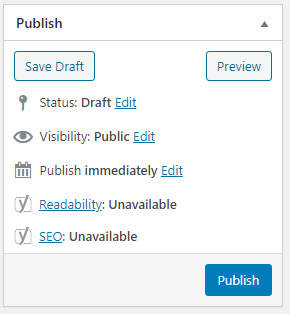 Publish
Save Draft Preview
Status: Draft Edit
Visibility: Public Edit
Publish immediately Edit
Readability: Unavailable
SEO: Unavailable
Publish